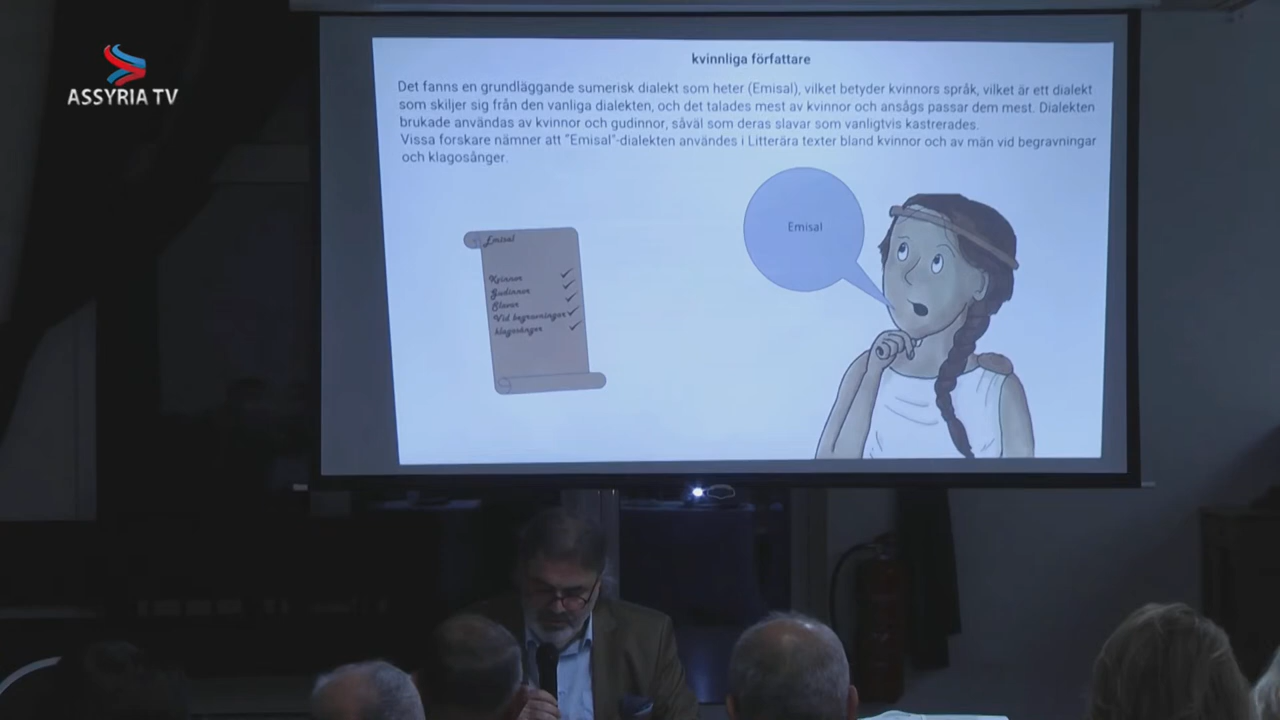 ASSYRIA TV
kvinnliga författare
Det fanns en grundläggande sumerisk dialekt som heter (Emisal), vilket betyder kvinnors språk, vilket är ett dialekt
som skiljer sig från den vanliga dialekten, och det talades mest av kvinnor och ansågs passar dem mest. Dialekten
brukade användas av kvinnor och gudinnor, såväl som deras slavar som vanligtvis kastrerades.
Vissa forskare nämner att "Emisal"-dialekten användes i Litterära texter bland kvinnor och av män vid begravningar
och klagosånger.
Emisal
Emisal
Kvinnor
Gudinnor
Slavar
Vid begravningar
klagosånger